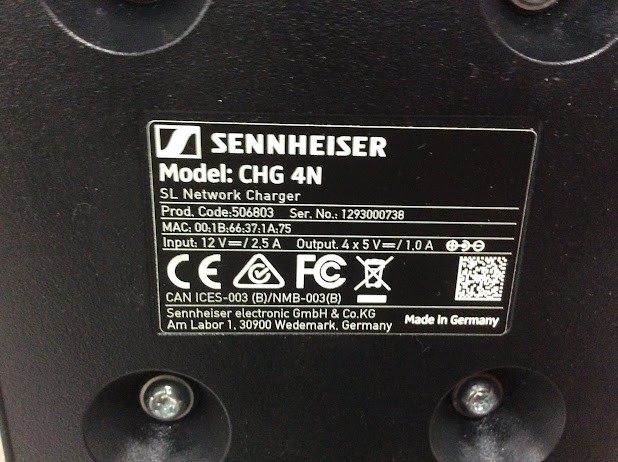 SENNHEISER
Model: CHG 4N
SL Network Charger
Prod. Code:506803 Ser. No.: 1293000738
MAC: 00:1B:66:37:1A:75
Input: 12 V⎓/ 2,5 A Output. 4 x 5 V⎓/ 1.0 A
CE FC
CAN ICES-003 (B)/NMB-003(B)
Sennheiser electronic GmbH & Co.KG
Am Labor 1, 30900 Wedemark, Germany
Made in Germany